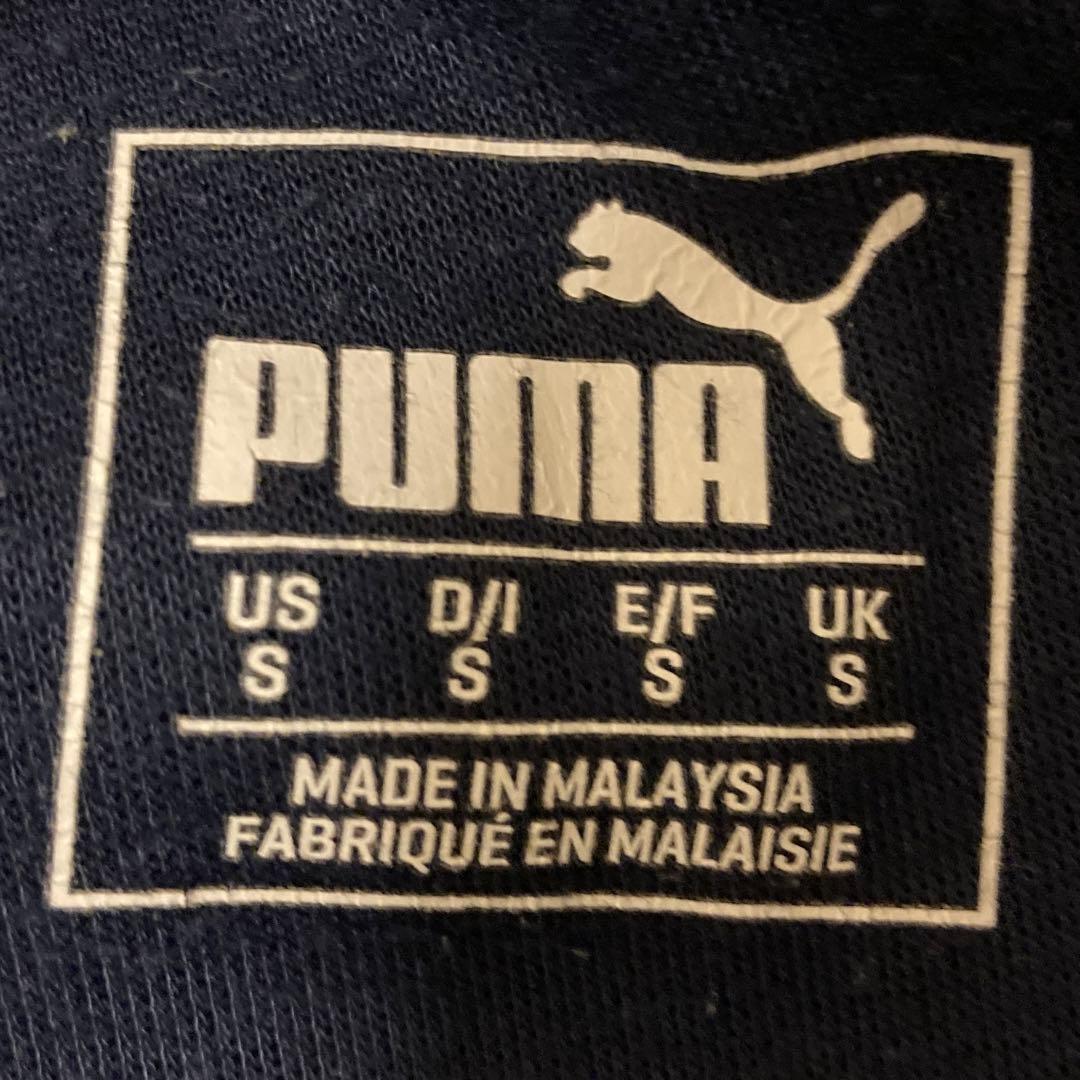 PUMA
US D/I E/F UK
S S S S
MADE IN MALAYSIA
FABRIQUÉ EN MALAISIE